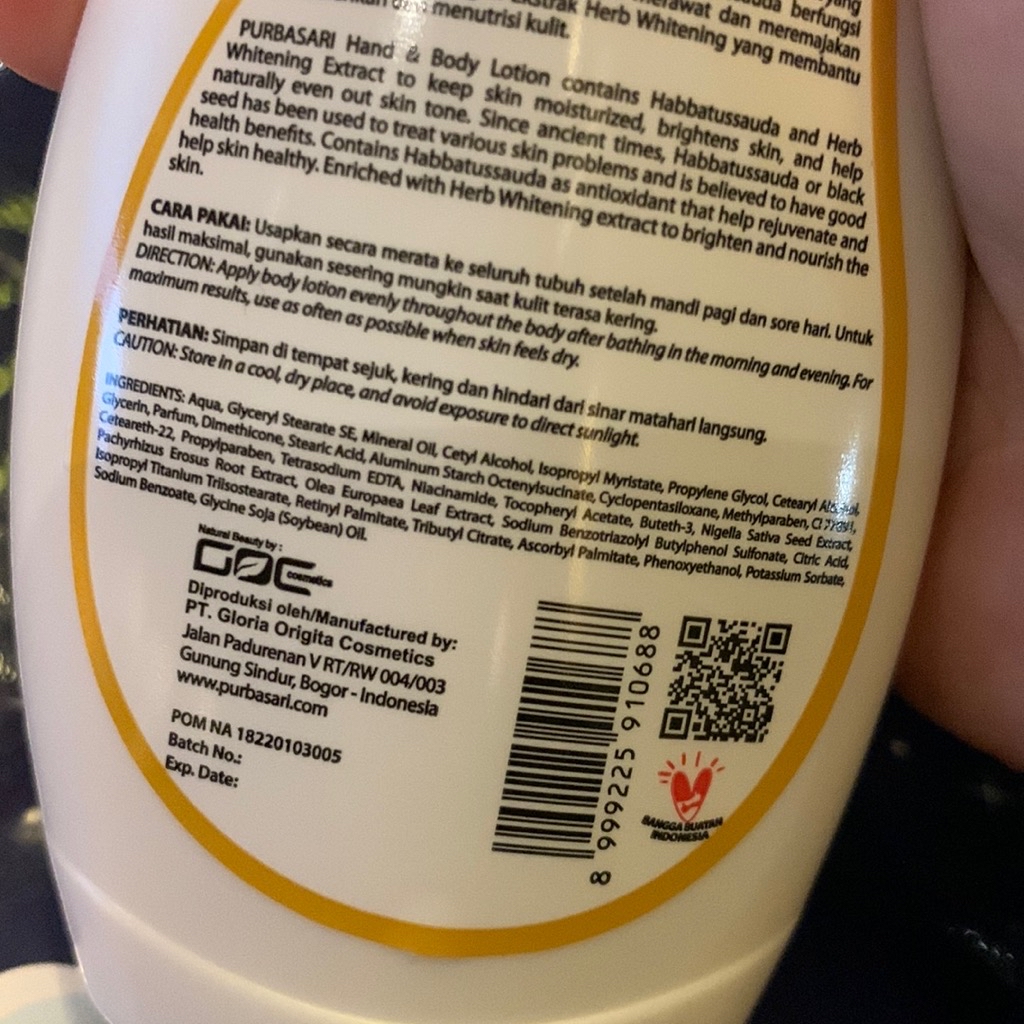 yang
berfungsi
merawat dan meremajakan
Herb Whitening yang membantu
menutrisi kulit.
PURBASARI Hand & Body Lotion contains Habbatussauda and Herb
Whitening Extract to keep skin moisturized, brightens skin, and help
naturally even out skin tone. Since ancient times, Habbatussauda or black
seed has been used to treat various skin problems and is believed to have good
health benefits. Contains Habbatussauda as antioxidant that help rejuvenate and
help skin healthy. Enriched with Herb Whitening extract to brighten and nourish the
skin.
CARA PAKAI: Usapkan secara merata ke seluruh tubuh setelah mandi pagi dan sore hari. Untuk
hasil maksimal, gunakan sesering mungkin saat kulit terasa kering.
DIRECTION: Apply body lotion evenly throughout the body after bathing in the morning and evening. For
maximum results, use as often as possible when skin feels dry.
PERHATIAN: Simpan di tempat sejuk, kering dan hindari dari sinar matahari langsung.
CAUTION: Store in a cool, dry place, and avoid exposure to direct sunlight.
INGREDIENTS: Aqua, Glyceryl Stearate SE, Mineral Oil, Cetyl Alcohol, Isopropyl Myristate, Propylene Glycol, Cetearyl Alcohol,
Glycerin, Parfum, Dimethicone, Stearic Acid, Aluminum Starch Octenylsucinate, Cyclopentasiloxane, Methylparaben, CI 77891,
Ceteareth-22, Propylparaben, Tetrasodium EDTA, Niacinamide, Tocopheryl Acetate, Buteth-3, Nigella Sativa Seed Extract,
Pachyrhizus Erosus Root Extract, Olea Europaea Leaf Extract, Sodium Benzotriazolyl Butylphenol Sulfonate, Citric Acid,
Isopropyl Titanium Triisostearate, Retinyl Palmitate, Tributyl Citrate, Ascorbyl Palmitate, Phenoxyethanol, Potassium Sorbate,
Sodium Benzoate, Glycine Soja (Soybean) Oil.
Natural Beauty by :
GOC cosmetics
Diproduksi oleh/Manufactured by:
PT. Gloria Origita Cosmetics
Jalan Padurenan V RT/RW 004/003
Gunung Sindur, Bogor - Indonesia
www.purbasari.com
POM NA 18220103005
Batch No.:
Exp. Date:
8 999225 910688
BANGGA BUATAN
INDONESIA